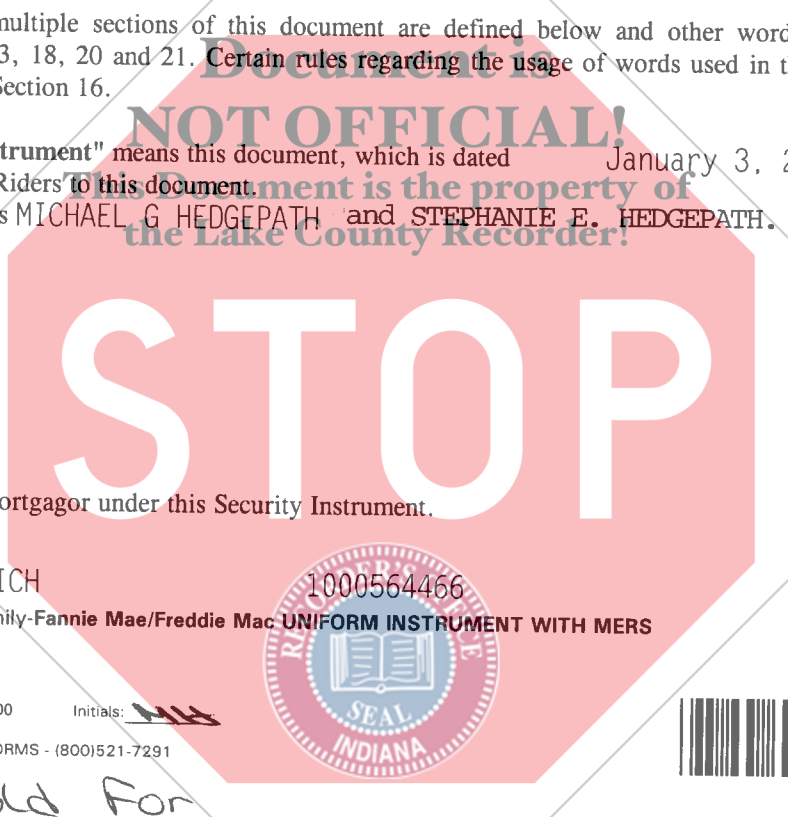 multiple sections of this document are defined below and other word
3, 18, 20 and 21. Certain rules regarding the usage of words used in t
Section 16.
Document is
NOT OFFICIAL!
trument" means this document, which is dated January 3, 2
Riders to this document.
This Document is the property of
s MICHAEL G HEDGEPATH and STEPHANIE E. HEDGEPATH.
the Lake County Recorder!
STOP
ortgagor under this Security Instrument.
ICH 1000564466
nily-Fannie Mae/Freddie Mac UNIFORM INSTRUMENT WITH MERS
RECORDER'S OFFICE
SEAL
INDIANA
00 Initials: MH
ORMS - (800)521-7291
old For